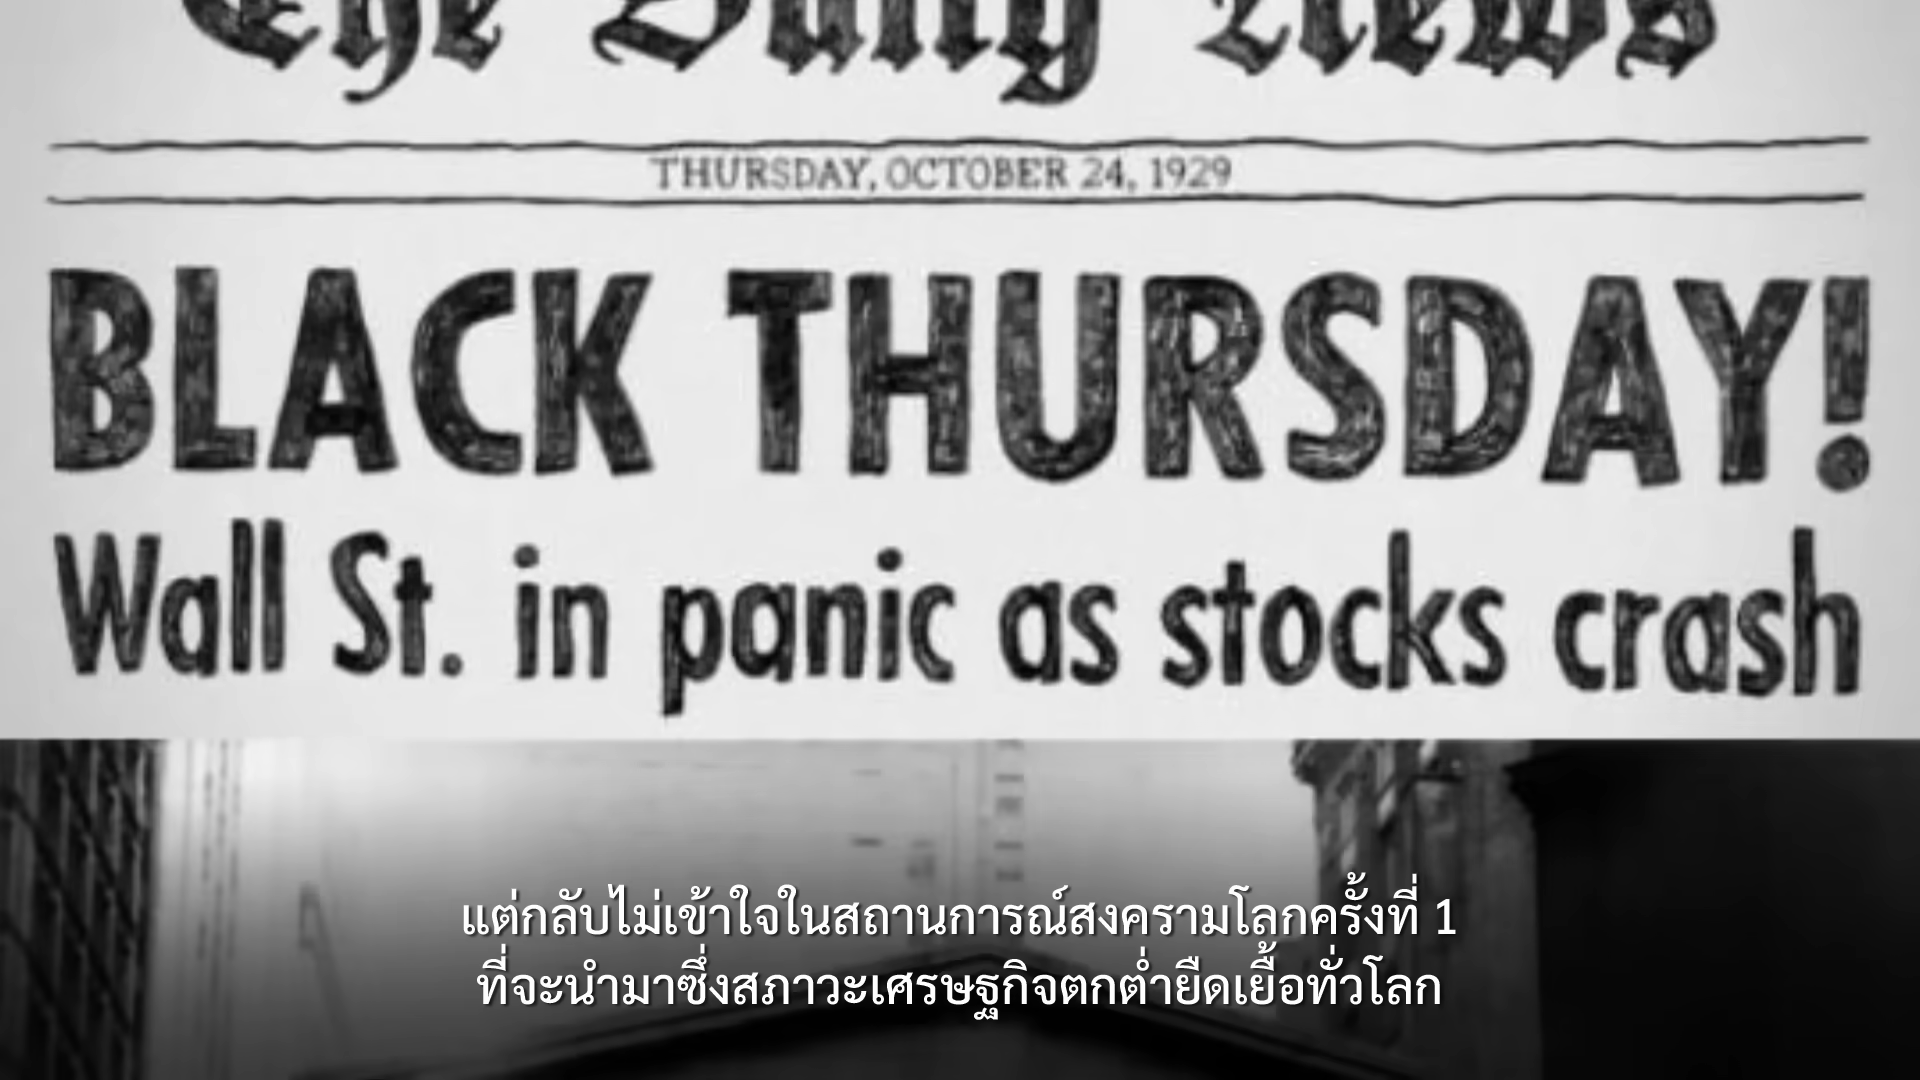 The Daily News
THURSDAY, OCTOBER 24, 1929
BLACK THURSDAY!
Wall St. in panic as stocks crash
แต่กลับไม่เข้าใจในสถานการณ์สงครามโลกครั้งที่ 1
ที่จะนำมาซึ่งสภาวะเศรษฐกิจตกต่ำยืดเยื้อทั่วโลก